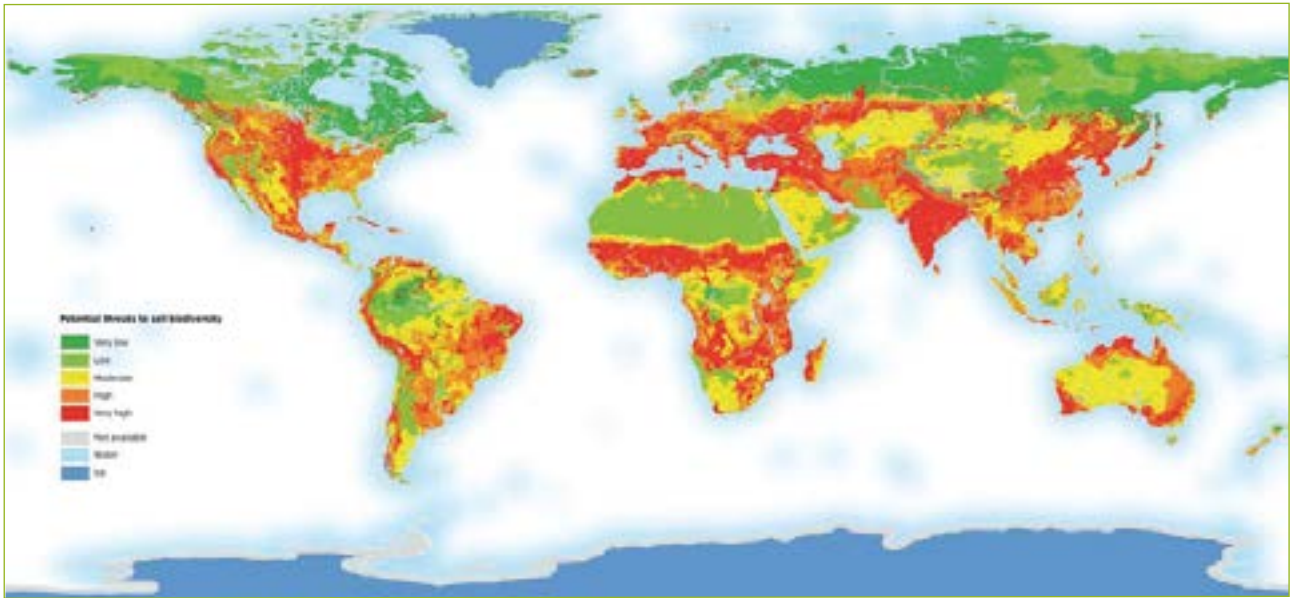 Potential threats to soil biodiversity
Very low
Low
Moderate
High
Very high
Not available
Water
Ice